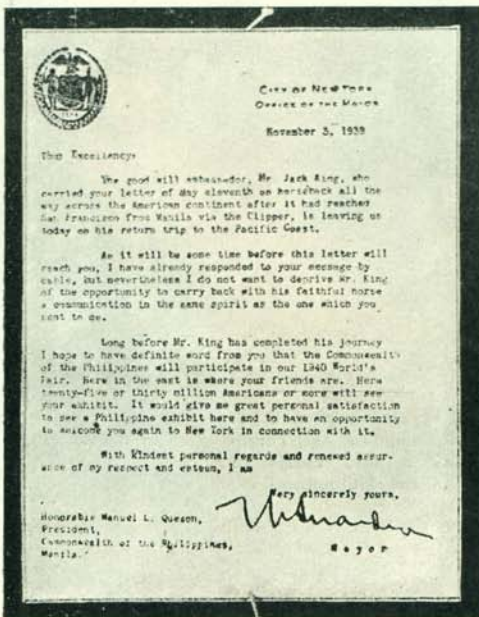 CITY OF NEW YORK
OFFICE OF THE MAYOR
November 3, 1939
Your Excellency:
The good will ambassador, Mr. Jack King, who
carried your letter of May eleventh on horseback all the
way across the American continent after it had reached
San Francisco from Manila via the Clipper, is leaving us
today on his return trip to the Pacific Coast.
As it will be some time before this letter will
reach you, I have already responded to your message by
cable, but nevertheless I do not want to deprive Mr. King
of the opportunity to carry back with his faithful horse
a communication in the same spirit as the one which you
sent to me.
Long before Mr. King has completed his journey
I hope to have definite word from you that the Commonwealth
of the Philippines will participate in our 1940 World's
Fair. Here in the east is where your friends are. Here
twenty-five or thirty million Americans or more will see
your exhibit. It would give me great personal satisfaction
to see a Philippine exhibit here and to have an opportunity
to welcome you again to New York in connection with it.
With kindest personal regards and renewed assur-
ance of my respect and esteem, I am
Very sincerely yours,
Mayor
Honorable Manuel L. Quezon,
President,
Commonwealth of the Philippines,
Manila.